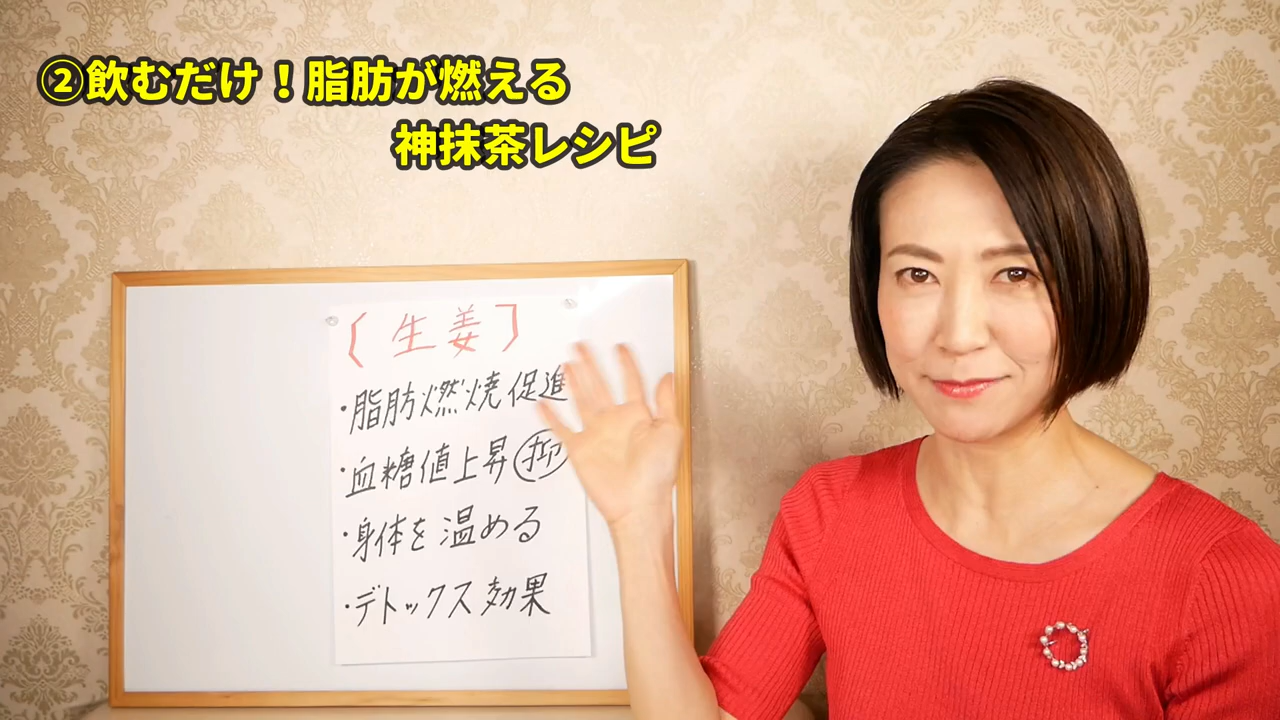 ②飲むだけ！脂肪が燃える
神抹茶レシピ
〔生姜〕
・脂肪燃焼促進
・血糖値上昇抑
・身体を温める
・デトックス効果